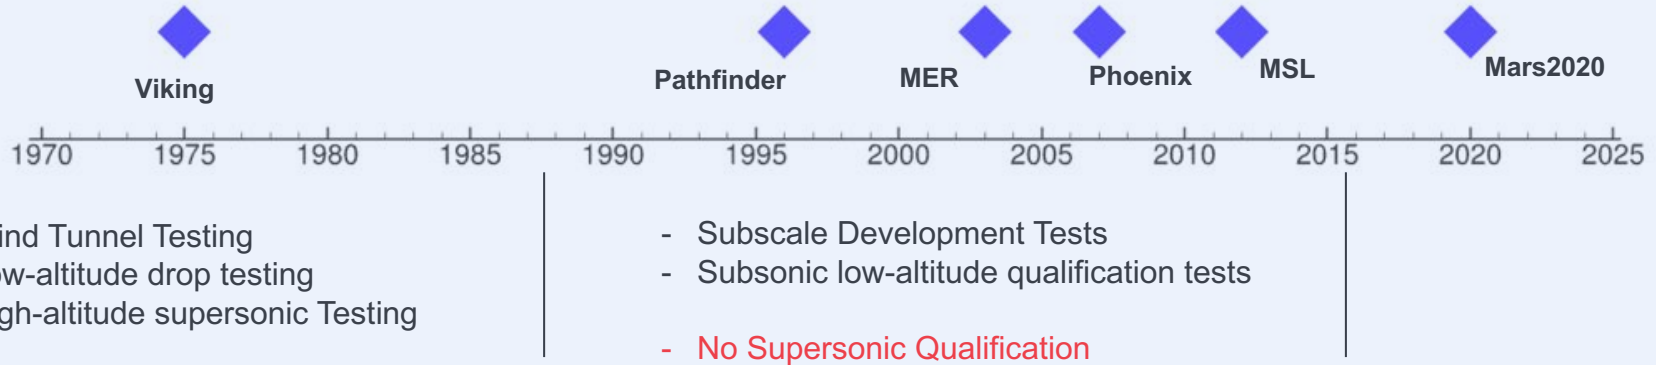 Viking
Pathfinder
MER
Phoenix
MSL
Mars2020
1970 1975 1980 1985 1990 1995 2000 2005 2010 2015 2020 2025
ind Tunnel Testing
ow-altitude drop testing
gh-altitude supersonic Testing
- Subscale Development Tests
- Subsonic low-altitude qualification tests
- No Supersonic Qualification